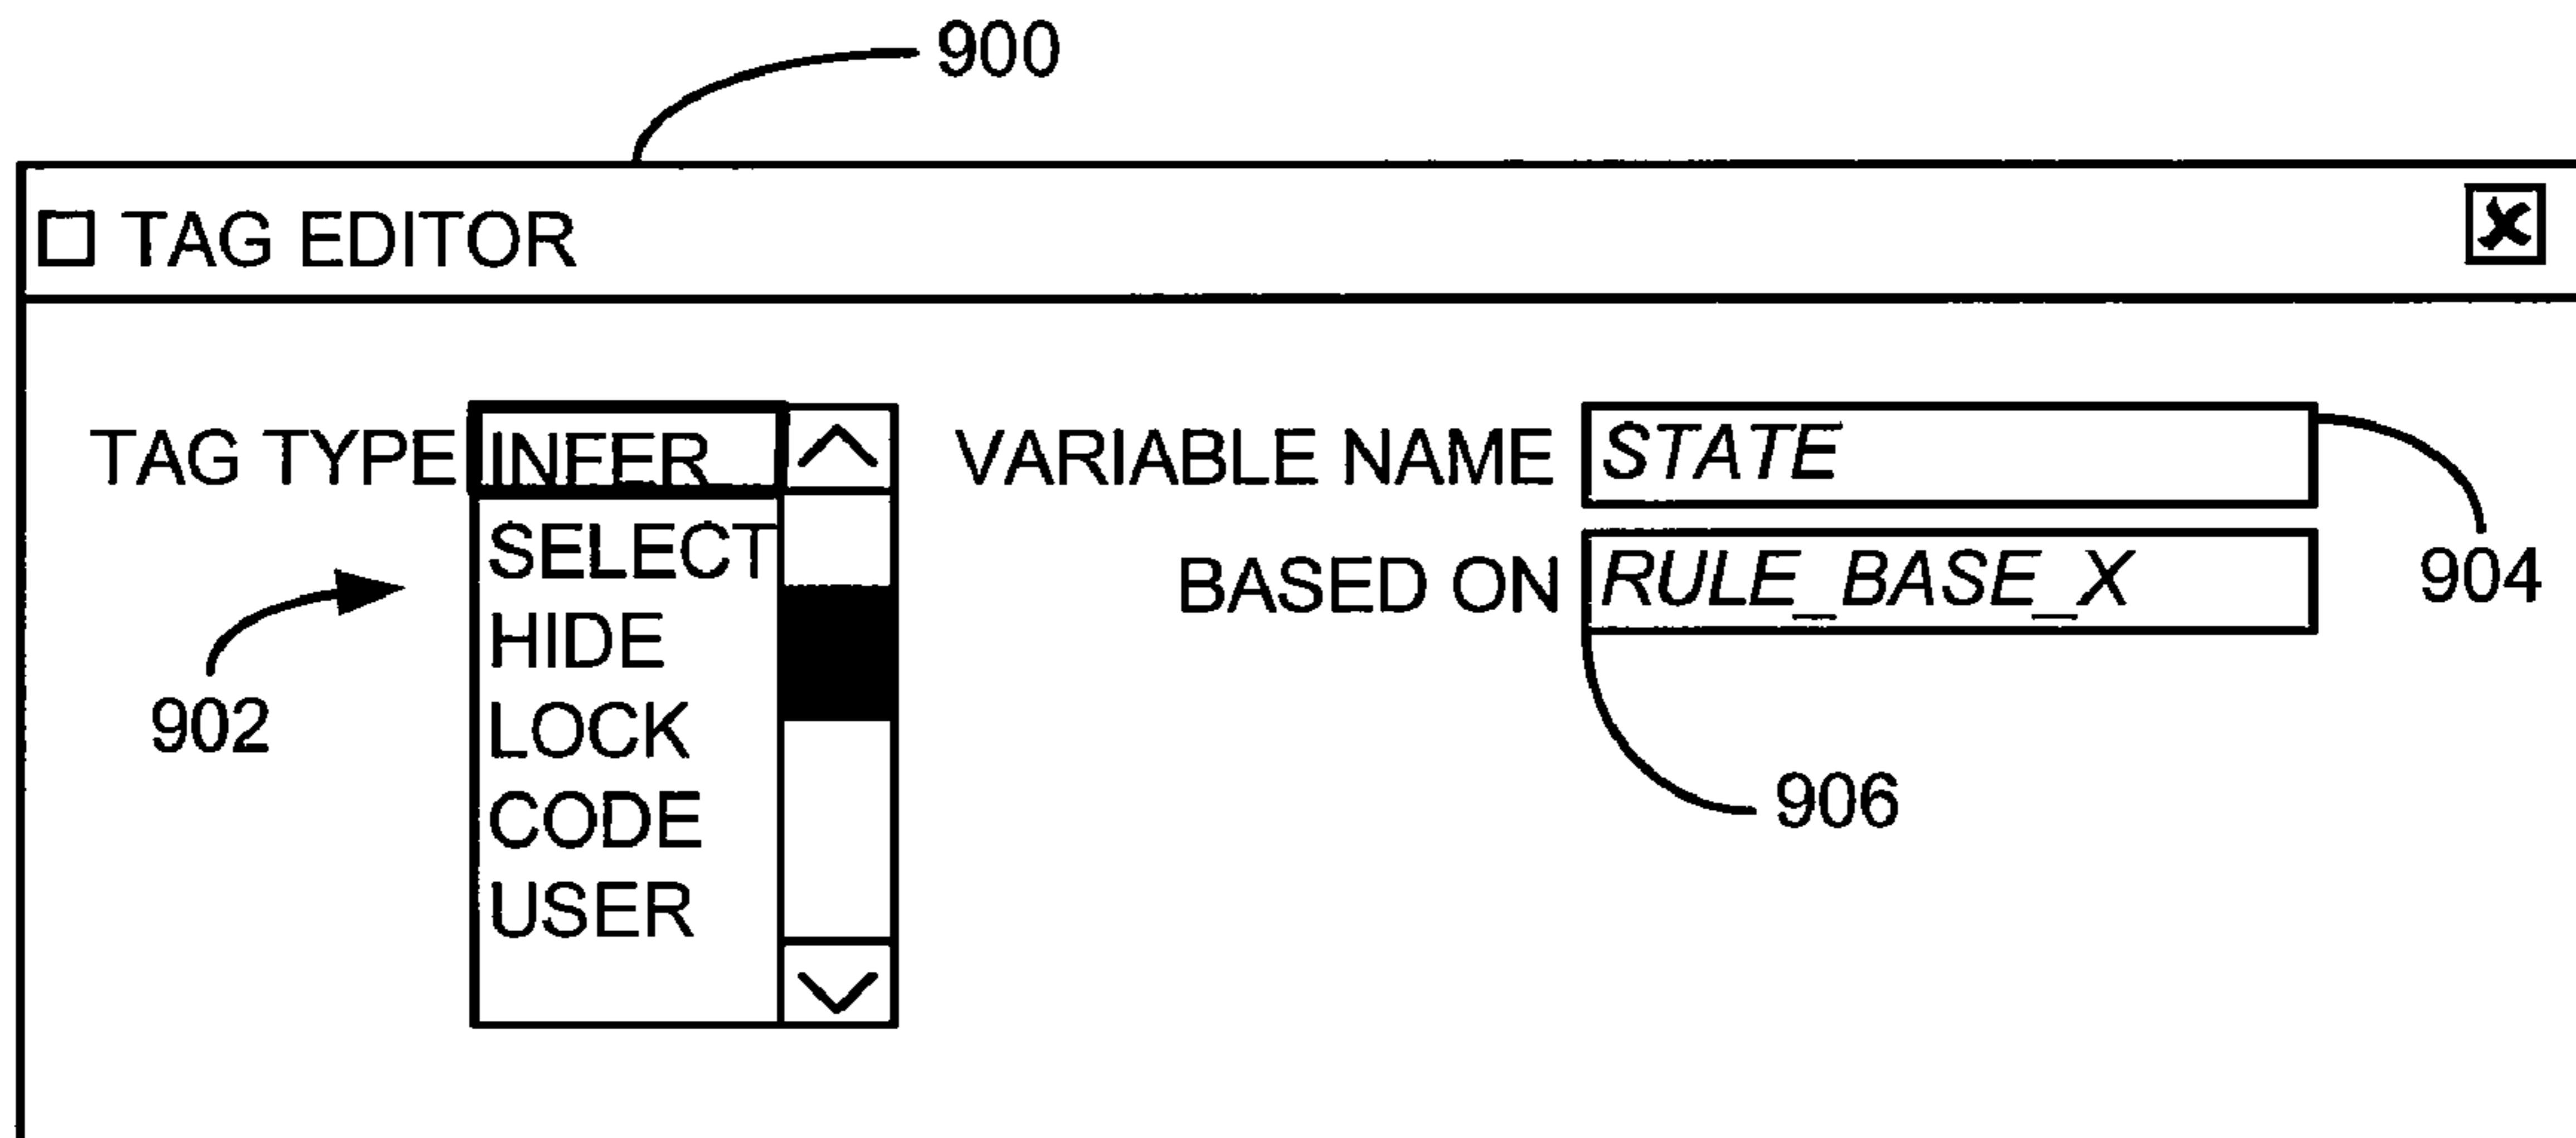 900
TAG EDITOR
TAG TYPE INFER VARIABLE NAME STATE
SELECT BASED ON RULE_BASE_X 904
HIDE
902 LOCK
CODE 906
USER